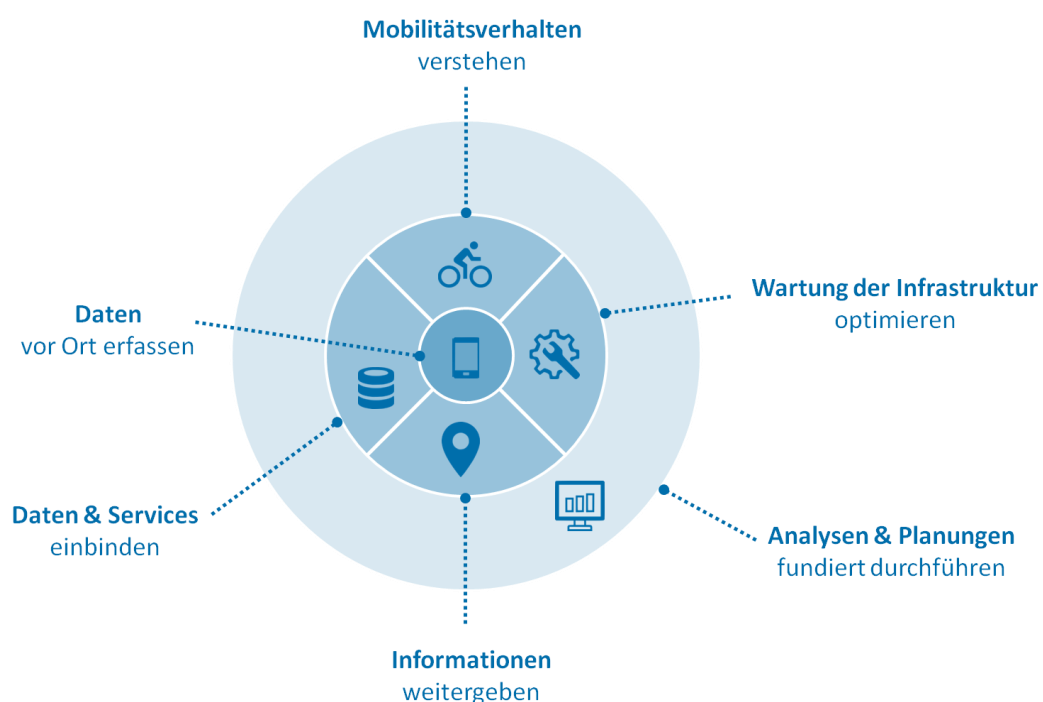 Mobilitätsverhalten
verstehen
Wartung der Infrastruktur
optimieren
Daten
vor Ort erfassen
Daten & Services
einbinden
Analysen & Planungen
fundiert durchführen
Informationen
weitergeben